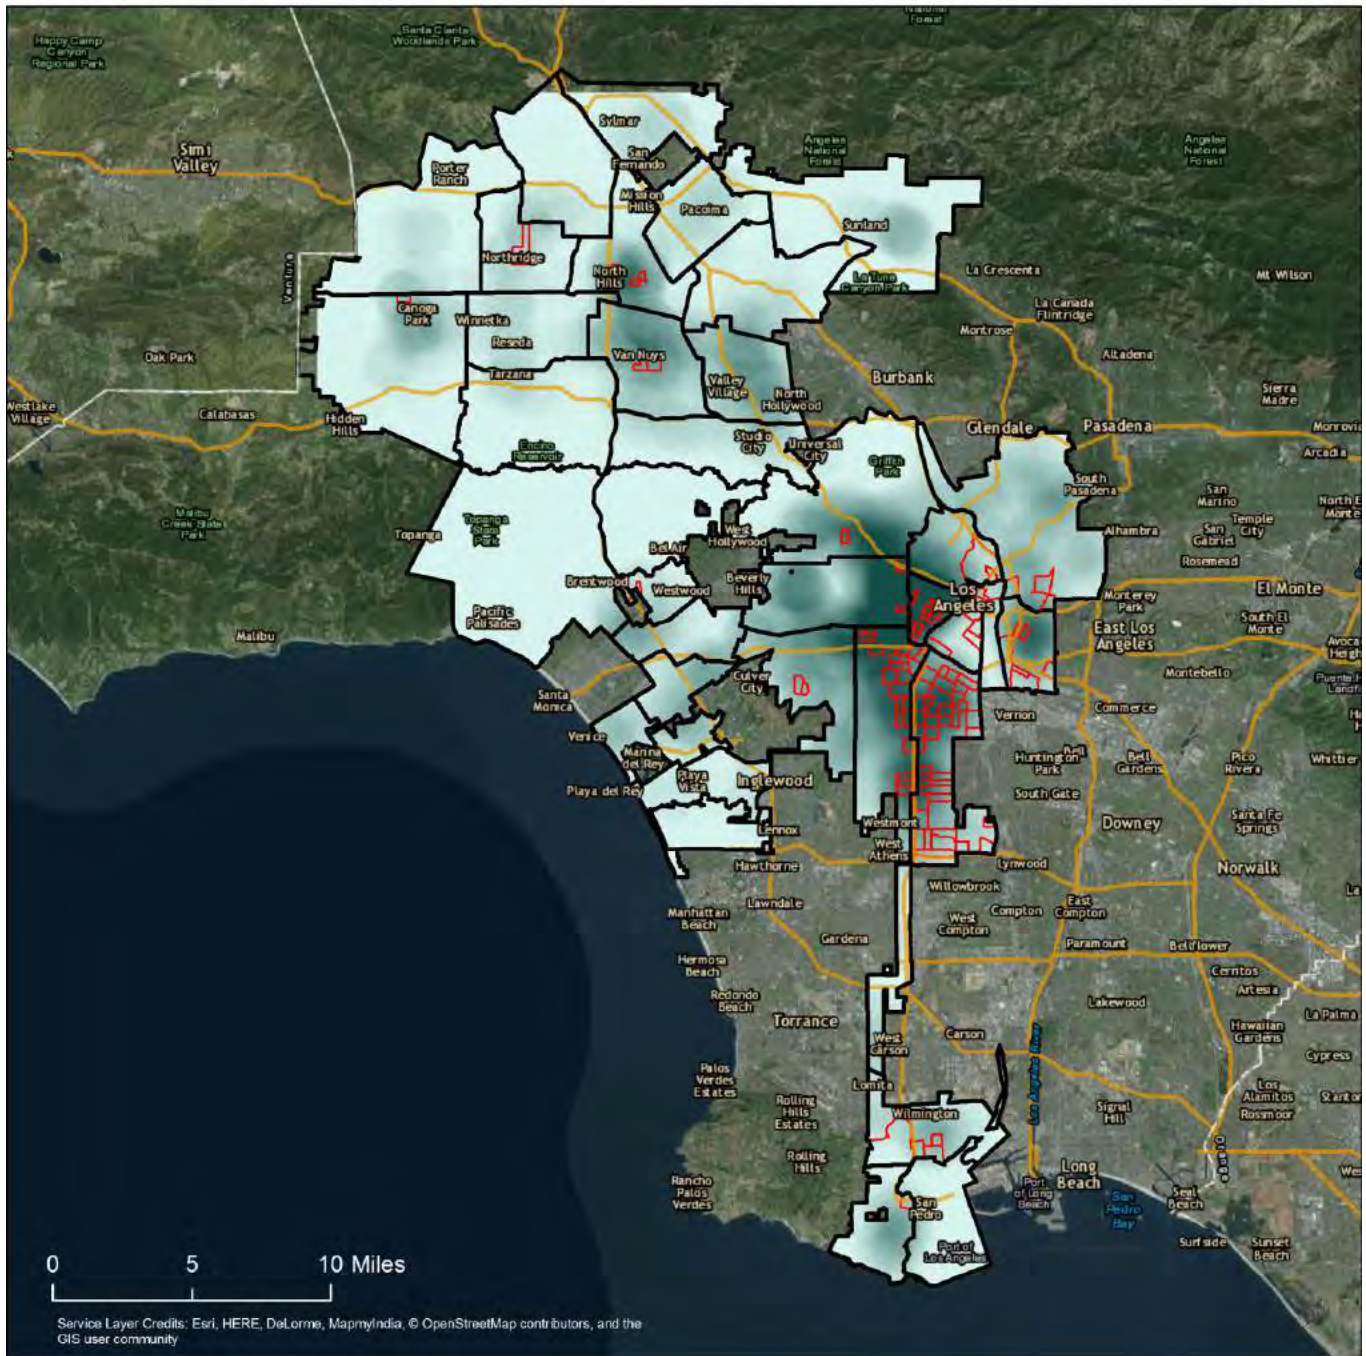 National
Forest
Santa Clarita
Woodlands Park
Happy Camp
Canyon
Regional Park
Sylmar
Simi
Valley
San
Fernando
Angeles
National
Forest
Angeles
National
Forest
Porter
Ranch
Mission
Hills
Pacoima
Sunland
Northridge
Ventura
North
Hills
La Tuna
Canyon Park
La Crescenta
Mt Wilson
Canoga
Park
Winnetka
La Canada
Flintridge
Montrose
Reseda
Oak Park
Van Nuys
Altadena
Tarzana
Valley
Village
Burbank
North
Hollywood
Sierra
Madre
Westlake
Village
Calabasas
Hidden
Hills
Glendale
Pasadena
Monrovia
Studio
City
Universal
City
Encino
Reservoir
Griffith
Park
Arcadia
South
Pasadena
San
Marino
North E
Monte
Malibu
Creek State
Park
Topanga
Topanga
State
Park
West
Hollywood
Alhambra
San
Gabriel
Temple
City
Bel Air
Rosemead
Brentwood
Westwood
Beverly
Hills
Los
Angeles
Monterey
Park
El Monte
Pacific
Palisades
Malibu
East Los
Angeles
South El
Monte
Avoca
Heigh
Montebello
Culver
City
Santa
Monica
Vernon
Commerce
Venice
Marina
del Rey
Huntington
Park
Bell
Bell
Gardens
Pico
Rivera
Whittier
Playa
Vista
Inglewood
Playa del Rey
South Gate
Lennox
Westmont
Downey
Santa Fe
Springs
West
Athens
Hawthorne
Lynwood
Norwalk
Willowbrook
Lawndale
East
Compton
Compton
Manhattan
Beach
West
Compton
Gardena
Paramount
Bellflower
Hermosa
Beach
Cerritos
Artesia
Redondo
Beach
Lakewood
Torrance
La Palma
Hawaiian
Gardens
West
Carson
Carson
Los Angeles River
Cypress
Palos
Verdes
Estates
Lomita
Los
Alamitos
Rossmoor
Stanton
Rolling
Hills
Estates
Wilmington
Signal
Hill
Orange
Rolling
Hills
Long
Beach
Rancho
Palos
Verdes
San
Pedro
Port
of Long
Beach
San
Pedro
Bay
Seal
Beach
Port of
Los Angeles
Surfside
Sunset
Beach
0 5 10 Miles
Service Layer Credits: Esri, HERE, DeLorme, MapmyIndia, © OpenStreetMap contributors, and the
GIS user community